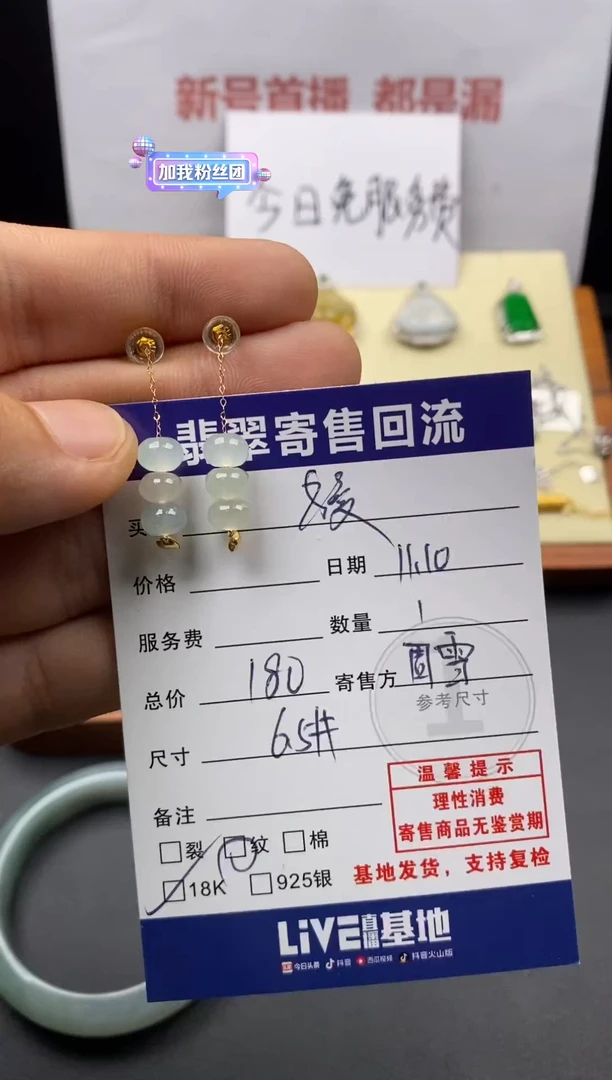 新号首播 都是漏
加我粉丝团
今日免服务费
翡翠寄售回流
买
价格
日期 11.10
服务费
数量 1
总价 180
寄售方
参考尺寸
尺寸 6.5#
温馨提示
理性消费
寄售商品无鉴赏期
备注
裂 纹 棉
18K 925银
基地发货，支持复检
LiVE直播基地
今日头条 抖音 西瓜视频 抖音火山版